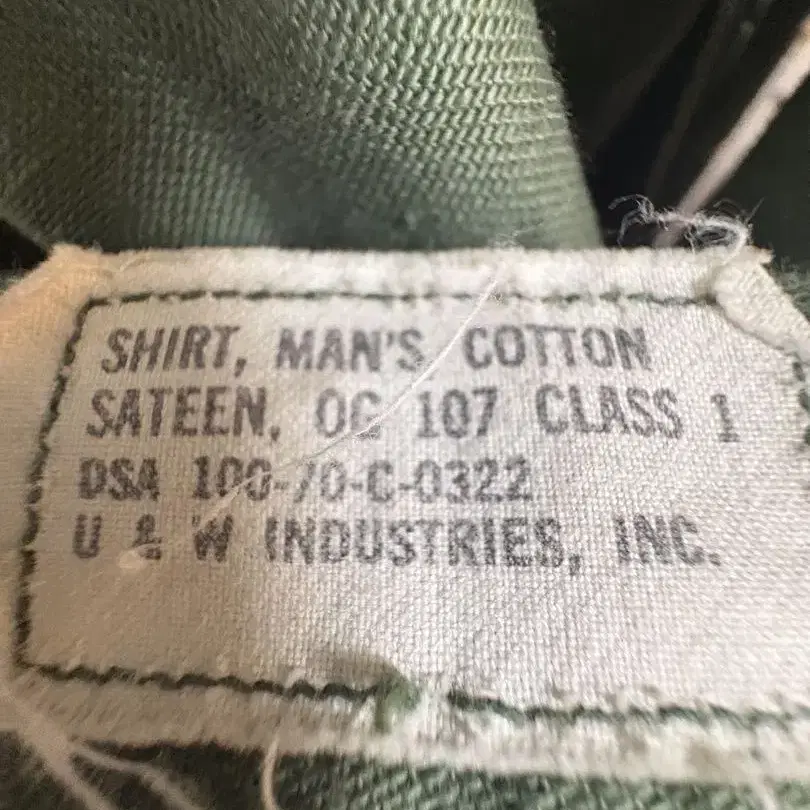 SHIRT, MAN'S COTTON
SATEEN, OG 107 CLASS 1
DSA 100-70-C-0322
U & W INDUSTRIES, INC.